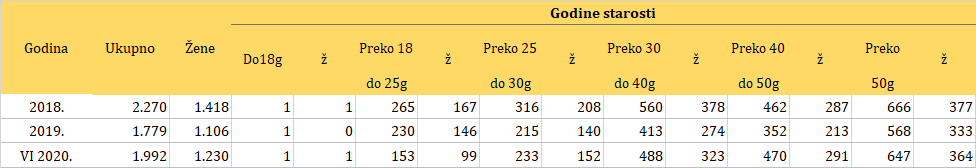 Godine starosti
Godina Ukupno Žene Do18g ž Preko 18 do 25g ž Preko 25 do 30g ž Preko 30 do 40g ž Preko 40 do 50g ž Preko 50g ž
2018. 2.270 1.418 1 1 265 167 316 208 560 378 462 287 666 377
2019. 1.779 1.106 1 0 230 146 215 140 413 274 352 213 568 333
VI 2020. 1.992 1.230 1 1 153 99 233 152 488 323 470 291 647 364